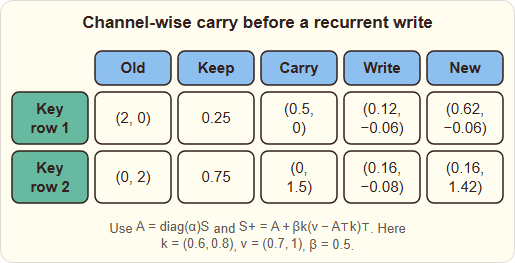 Channel-wise carry before a recurrent write
Old Keep Carry Write New
Key row 1 (2, 0) 0.25 (0.5, 0) (0.12, −0.06) (0.62, −0.06)
Key row 2 (0, 2) 0.75 (0, 1.5) (0.16, −0.08) (0.16, 1.42)
Use A = diag(α)S and S+ = A + βk(v − A⊤k)⊤. Here
k = (0.6, 0.8), v = (0.7, 1), β = 0.5.